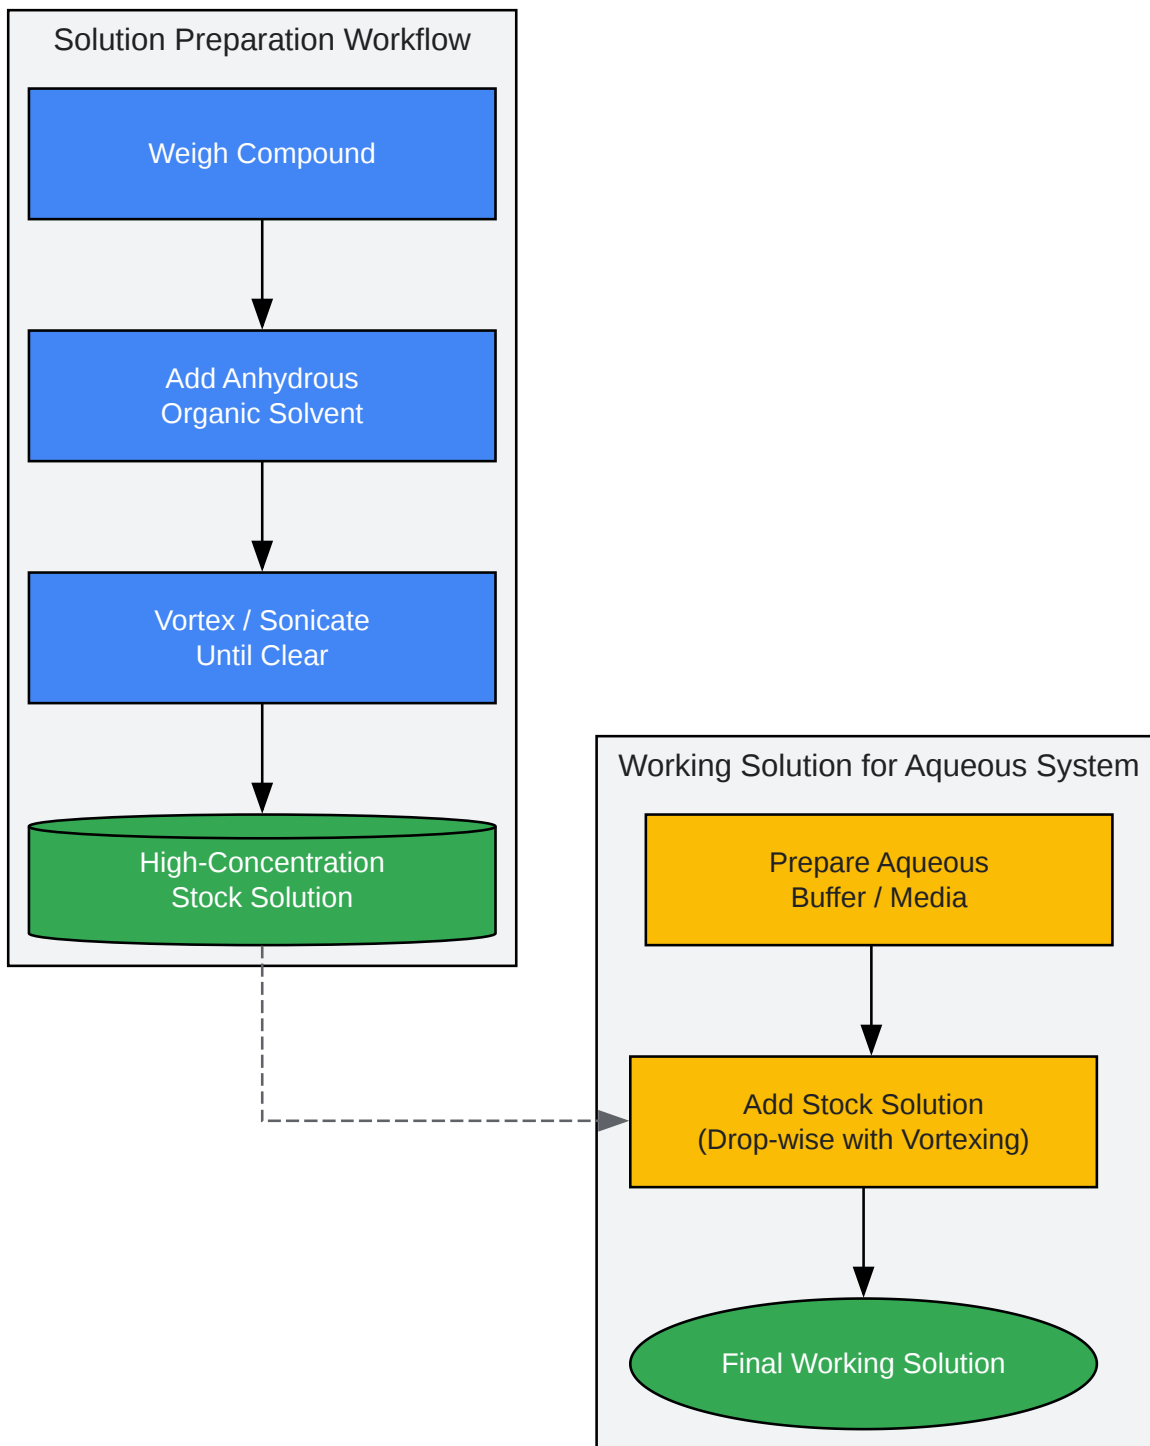 Solution Preparation Workflow
Weigh Compound
Add Anhydrous
Organic Solvent
Vortex / Sonicate
Until Clear
High-Concentration
Stock Solution
Working Solution for Aqueous System
Prepare Aqueous
Buffer / Media
Add Stock Solution
(Drop-wise with Vortexing)
Final Working Solution